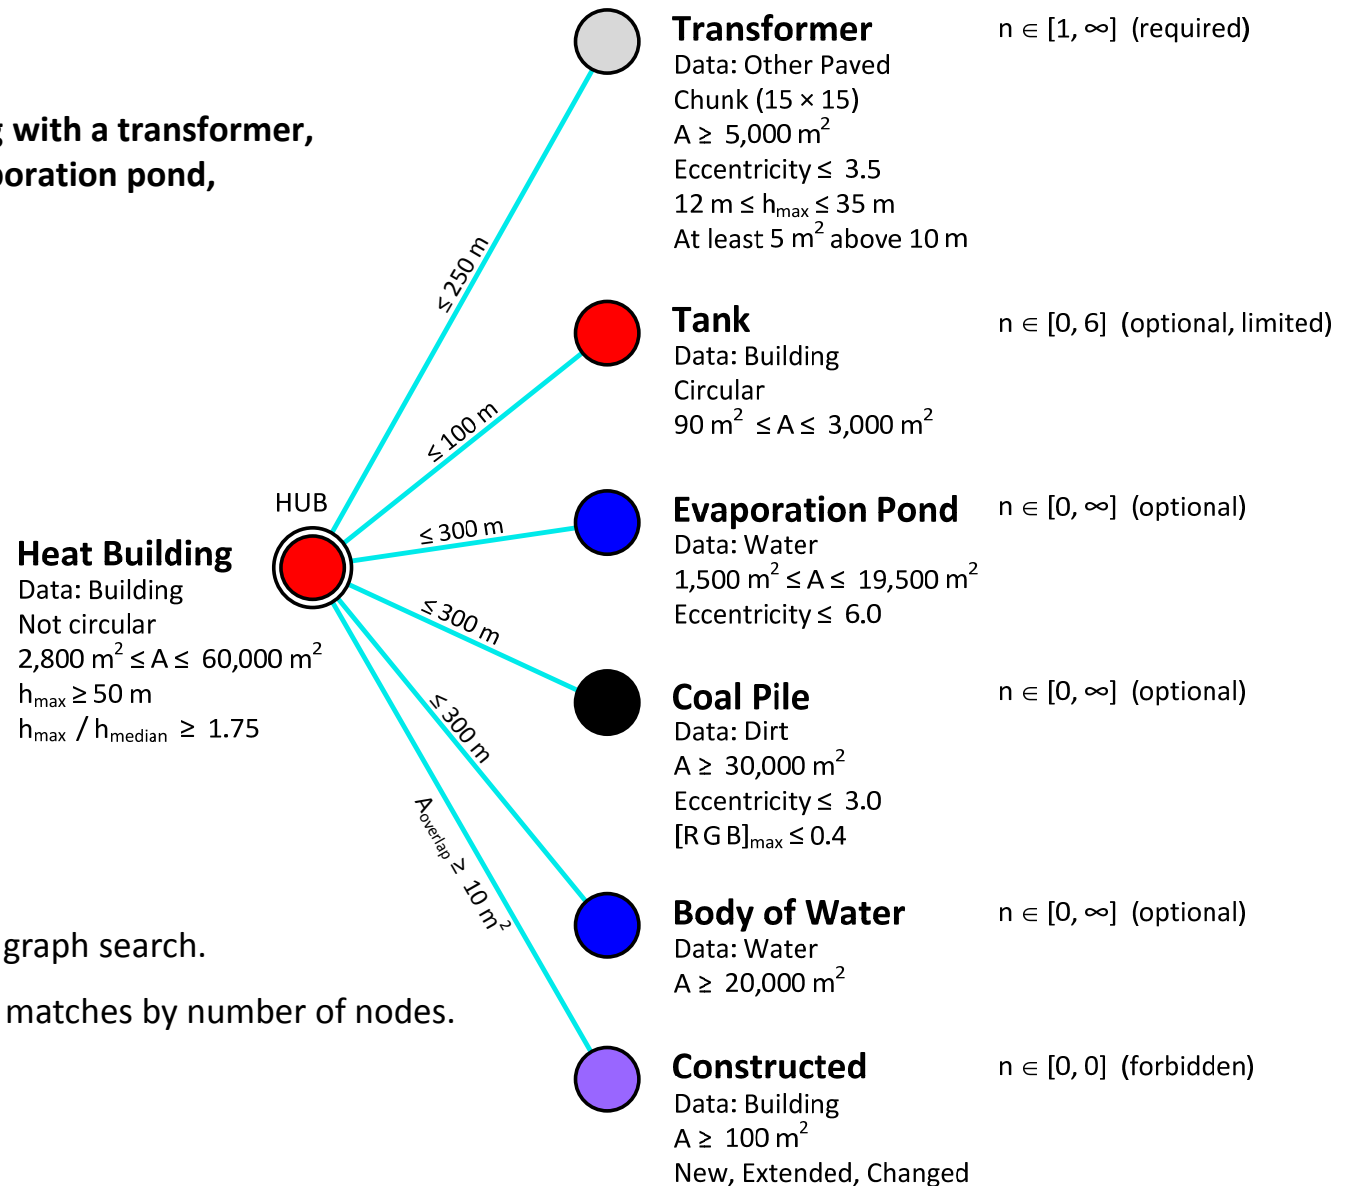 with a transformer,
poration pond,
HUB
Heat Building
Data: Building
Not circular
2,800 m² ≤ A ≤ 60,000 m²
hmax ≥ 50 m
hmax / hmedian ≥ 1.75
≤ 250 m
≤ 100 m
≤ 300 m
≤ 300 m
≤ 300 m
Aoverlap ≥ 10 m²
Transformer
n ∈ [1, ∞] (required)
Data: Other Paved
Chunk (15 × 15)
A ≥ 5,000 m²
Eccentricity ≤ 3.5
12 m ≤ hmax ≤ 35 m
At least 5 m² above 10 m
Tank
n ∈ [0, 6] (optional, limited)
Data: Building
Circular
90 m² ≤ A ≤ 3,000 m²
Evaporation Pond
n ∈ [0, ∞] (optional)
Data: Water
1,500 m² ≤ A ≤ 19,500 m²
Eccentricity ≤ 6.0
Coal Pile
n ∈ [0, ∞] (optional)
Data: Dirt
A ≥ 30,000 m²
Eccentricity ≤ 3.0
[R G B]max ≤ 0.4
Body of Water
n ∈ [0, ∞] (optional)
Data: Water
A ≥ 20,000 m²
Constructed
n ∈ [0, 0] (forbidden)
Data: Building
A ≥ 100 m²
New, Extended, Changed
graph search.
matches by number of nodes.